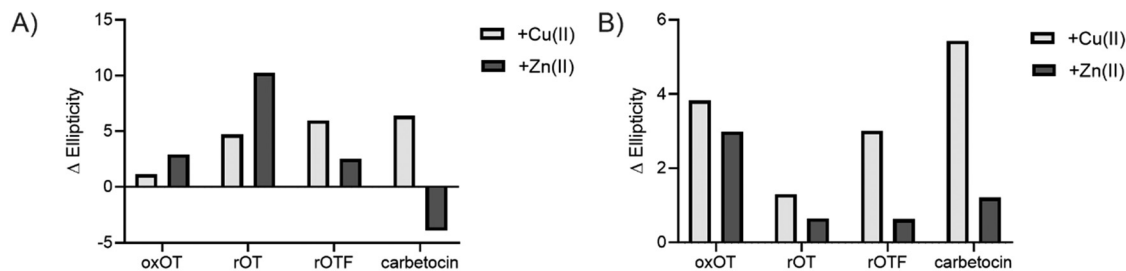 A)
Δ Ellipticity
15
10
5
0
-5
oxOT rOT rOTF carbetocin
+Cu(II)
+Zn(II)
B)
Δ Ellipticity
6
4
2
0
oxOT rOT rOTF carbetocin
+Cu(II)
+Zn(II)